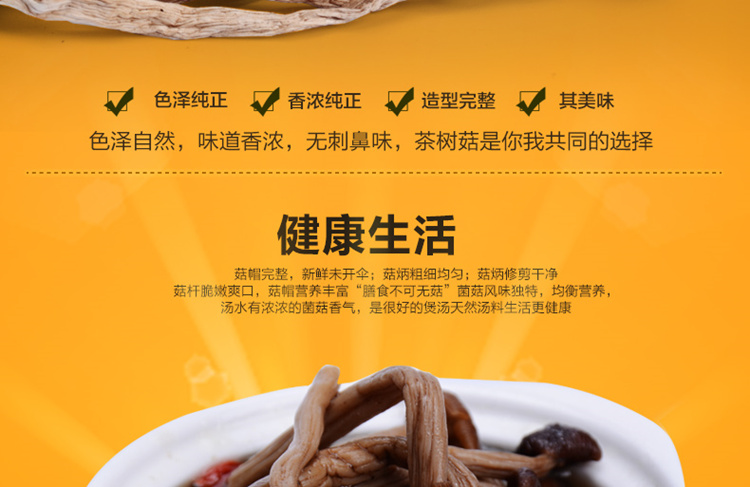 色泽纯正 香浓纯正 造型完整 其美味
色泽自然，味道香浓，无刺鼻味，茶树菇是你我共同的选择
健康生活
菇帽完整，新鲜未开伞；菇炳粗细均匀；菇炳修剪干净
菇杆脆嫩爽口，菇帽营养丰富“膳食不可无菇”菌菇风味独特，均衡营养，
汤水有浓浓的菌菇香气，是很好的煲汤天然汤料生活更健康